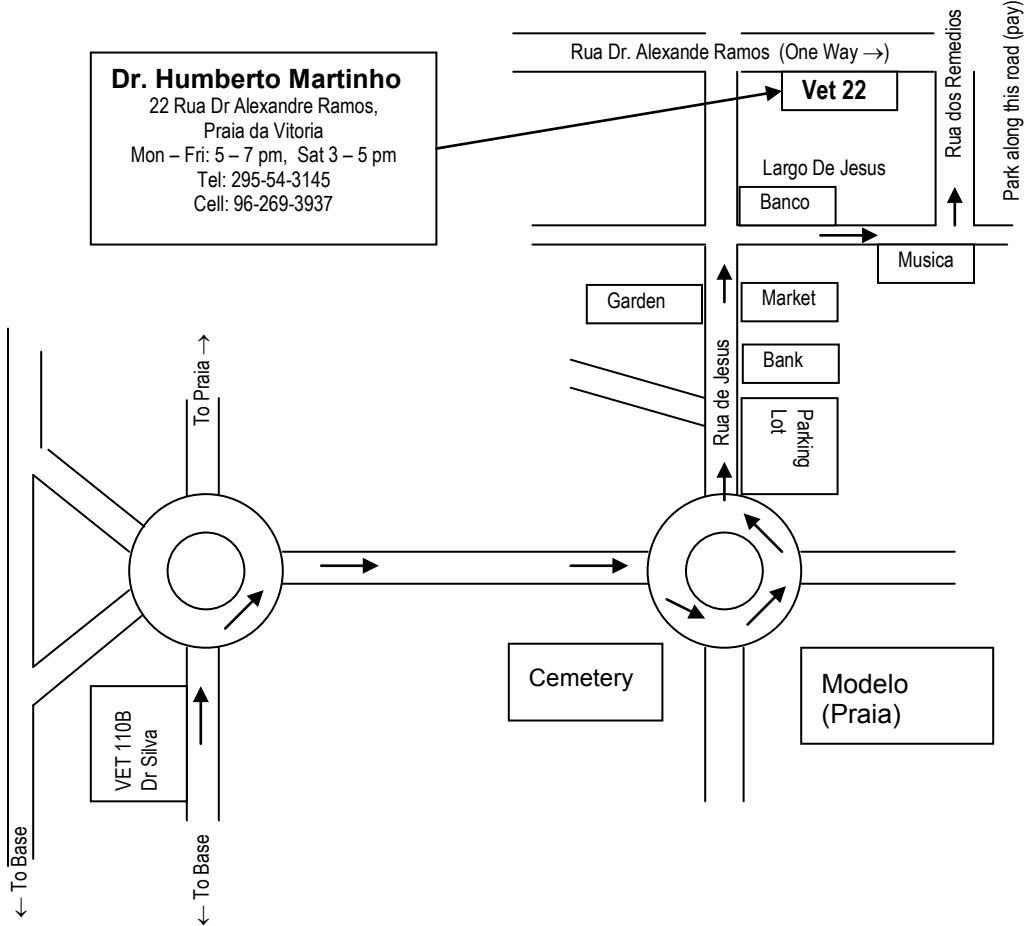 Dr. Humberto Martinho
22 Rua Dr Alexandre Ramos,
Praia da Vitoria
Mon – Fri: 5 – 7 pm, Sat 3 – 5 pm
Tel: 295-54-3145
Cell: 96-269-3937
Rua Dr. Alexande Ramos (One Way →)
Vet 22
Rua dos Remedios
Park along this road (pay)
Largo De Jesus
Banco
Musica
Garden
Market
Bank
Rua de Jesus
Parking
Lot
To Praia →
Cemetery
Modelo
(Praia)
VET 110B
Dr Silva
← To Base
← To Base